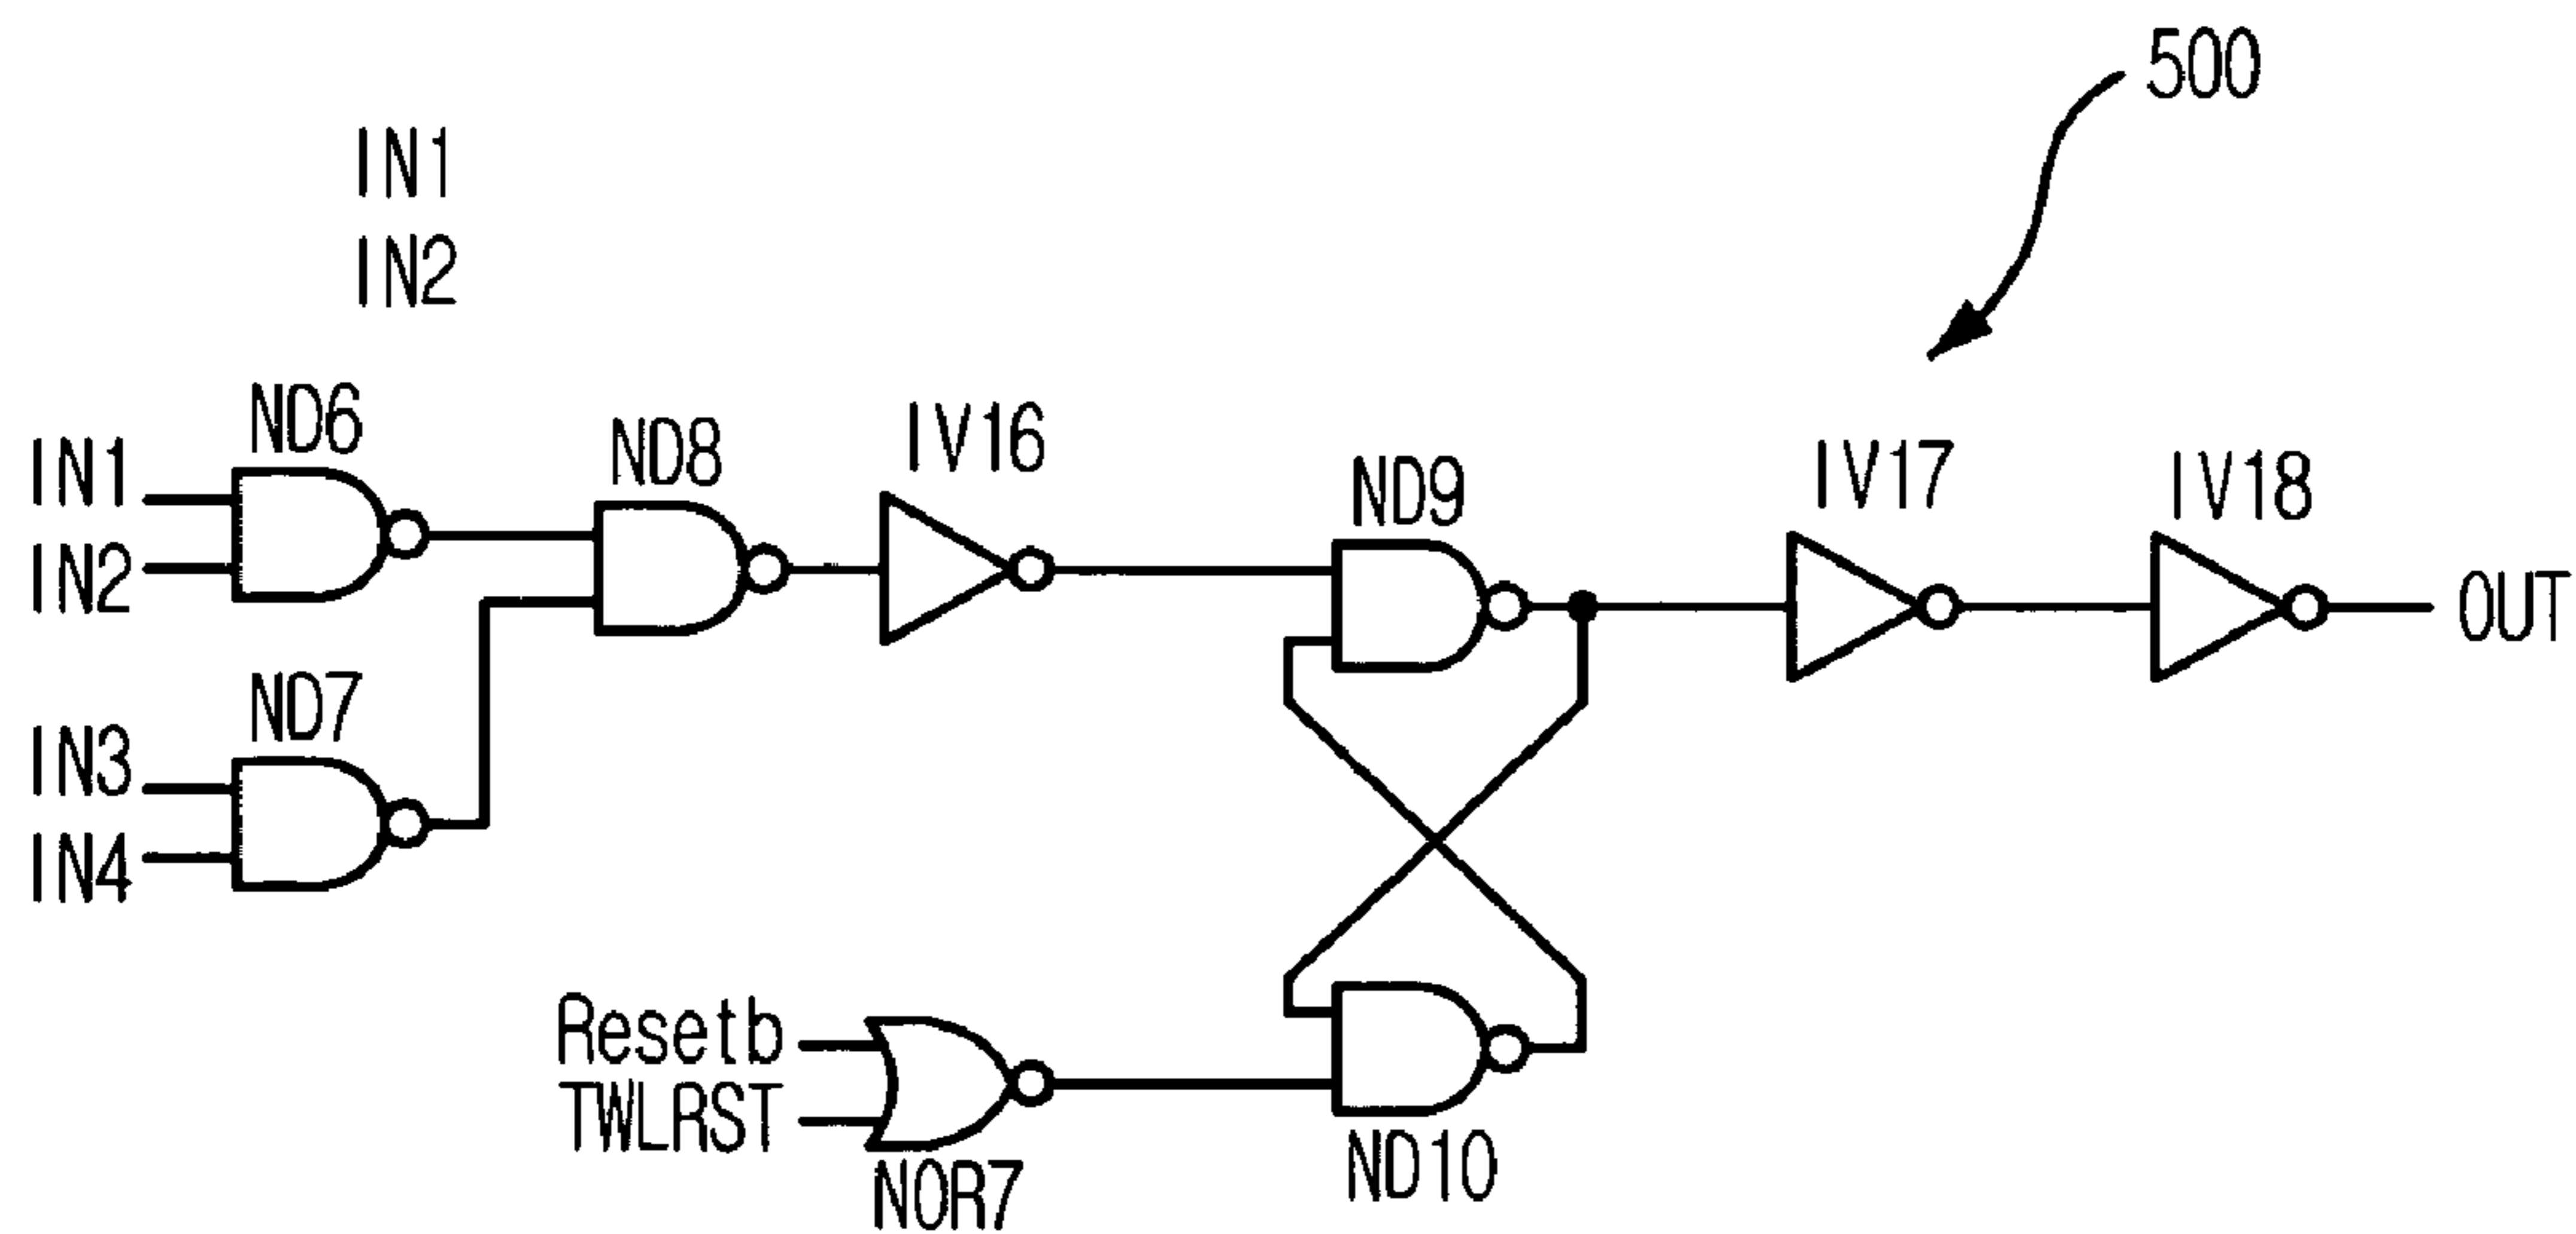 500
IN1
IN2
ND6
ND8
IV16
ND9
IV17
IV18
IN1
IN2
OUT
ND7
IN3
IN4
Resetb
TWLRST
NOR7
ND10